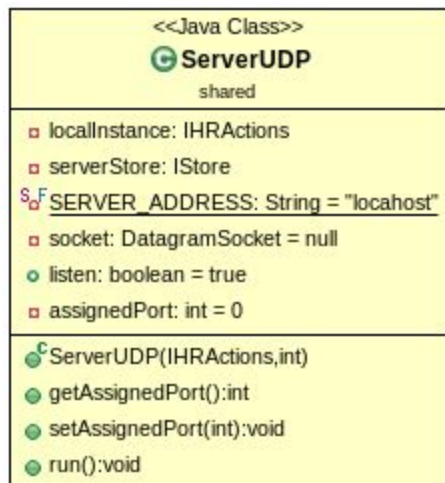 <<Java Class>>
C ServerUDP
shared
localInstance: IHRActions
serverStore: IStore
S F SERVER_ADDRESS: String = "locahost"
socket: DatagramSocket = null
listen: boolean = true
assignedPort: int = 0
C ServerUDP(IHRActions,int)
getAssignedPort():int
setAssignedPort(int):void
run():void